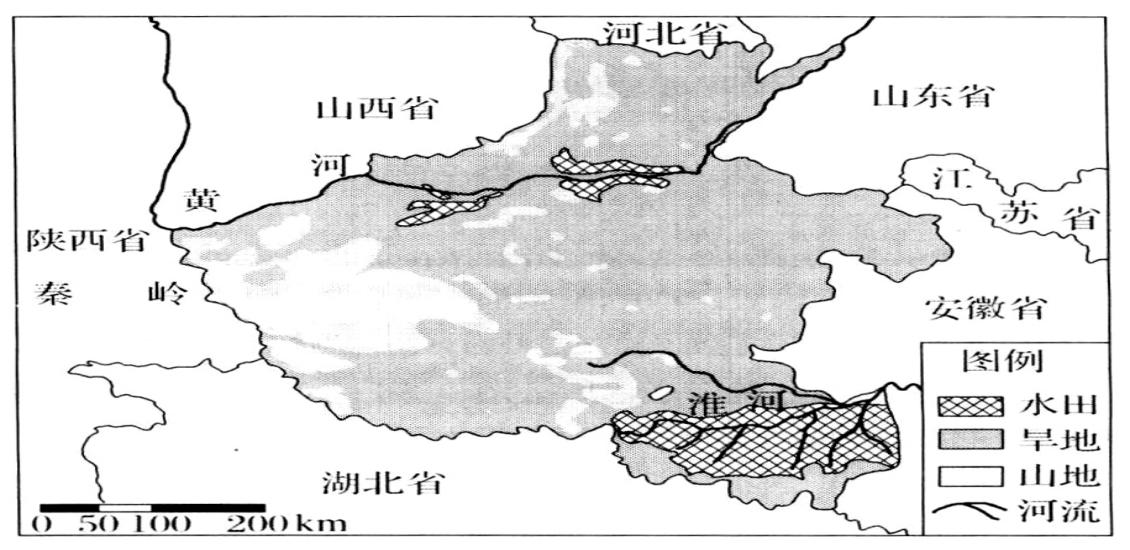 河北省
山西省
山东省
河
黄
江
苏
省
陕西省
秦
岭
安徽省
图例
淮
河
水田
旱地
湖北省
山地
河流
0
50
100
200 km